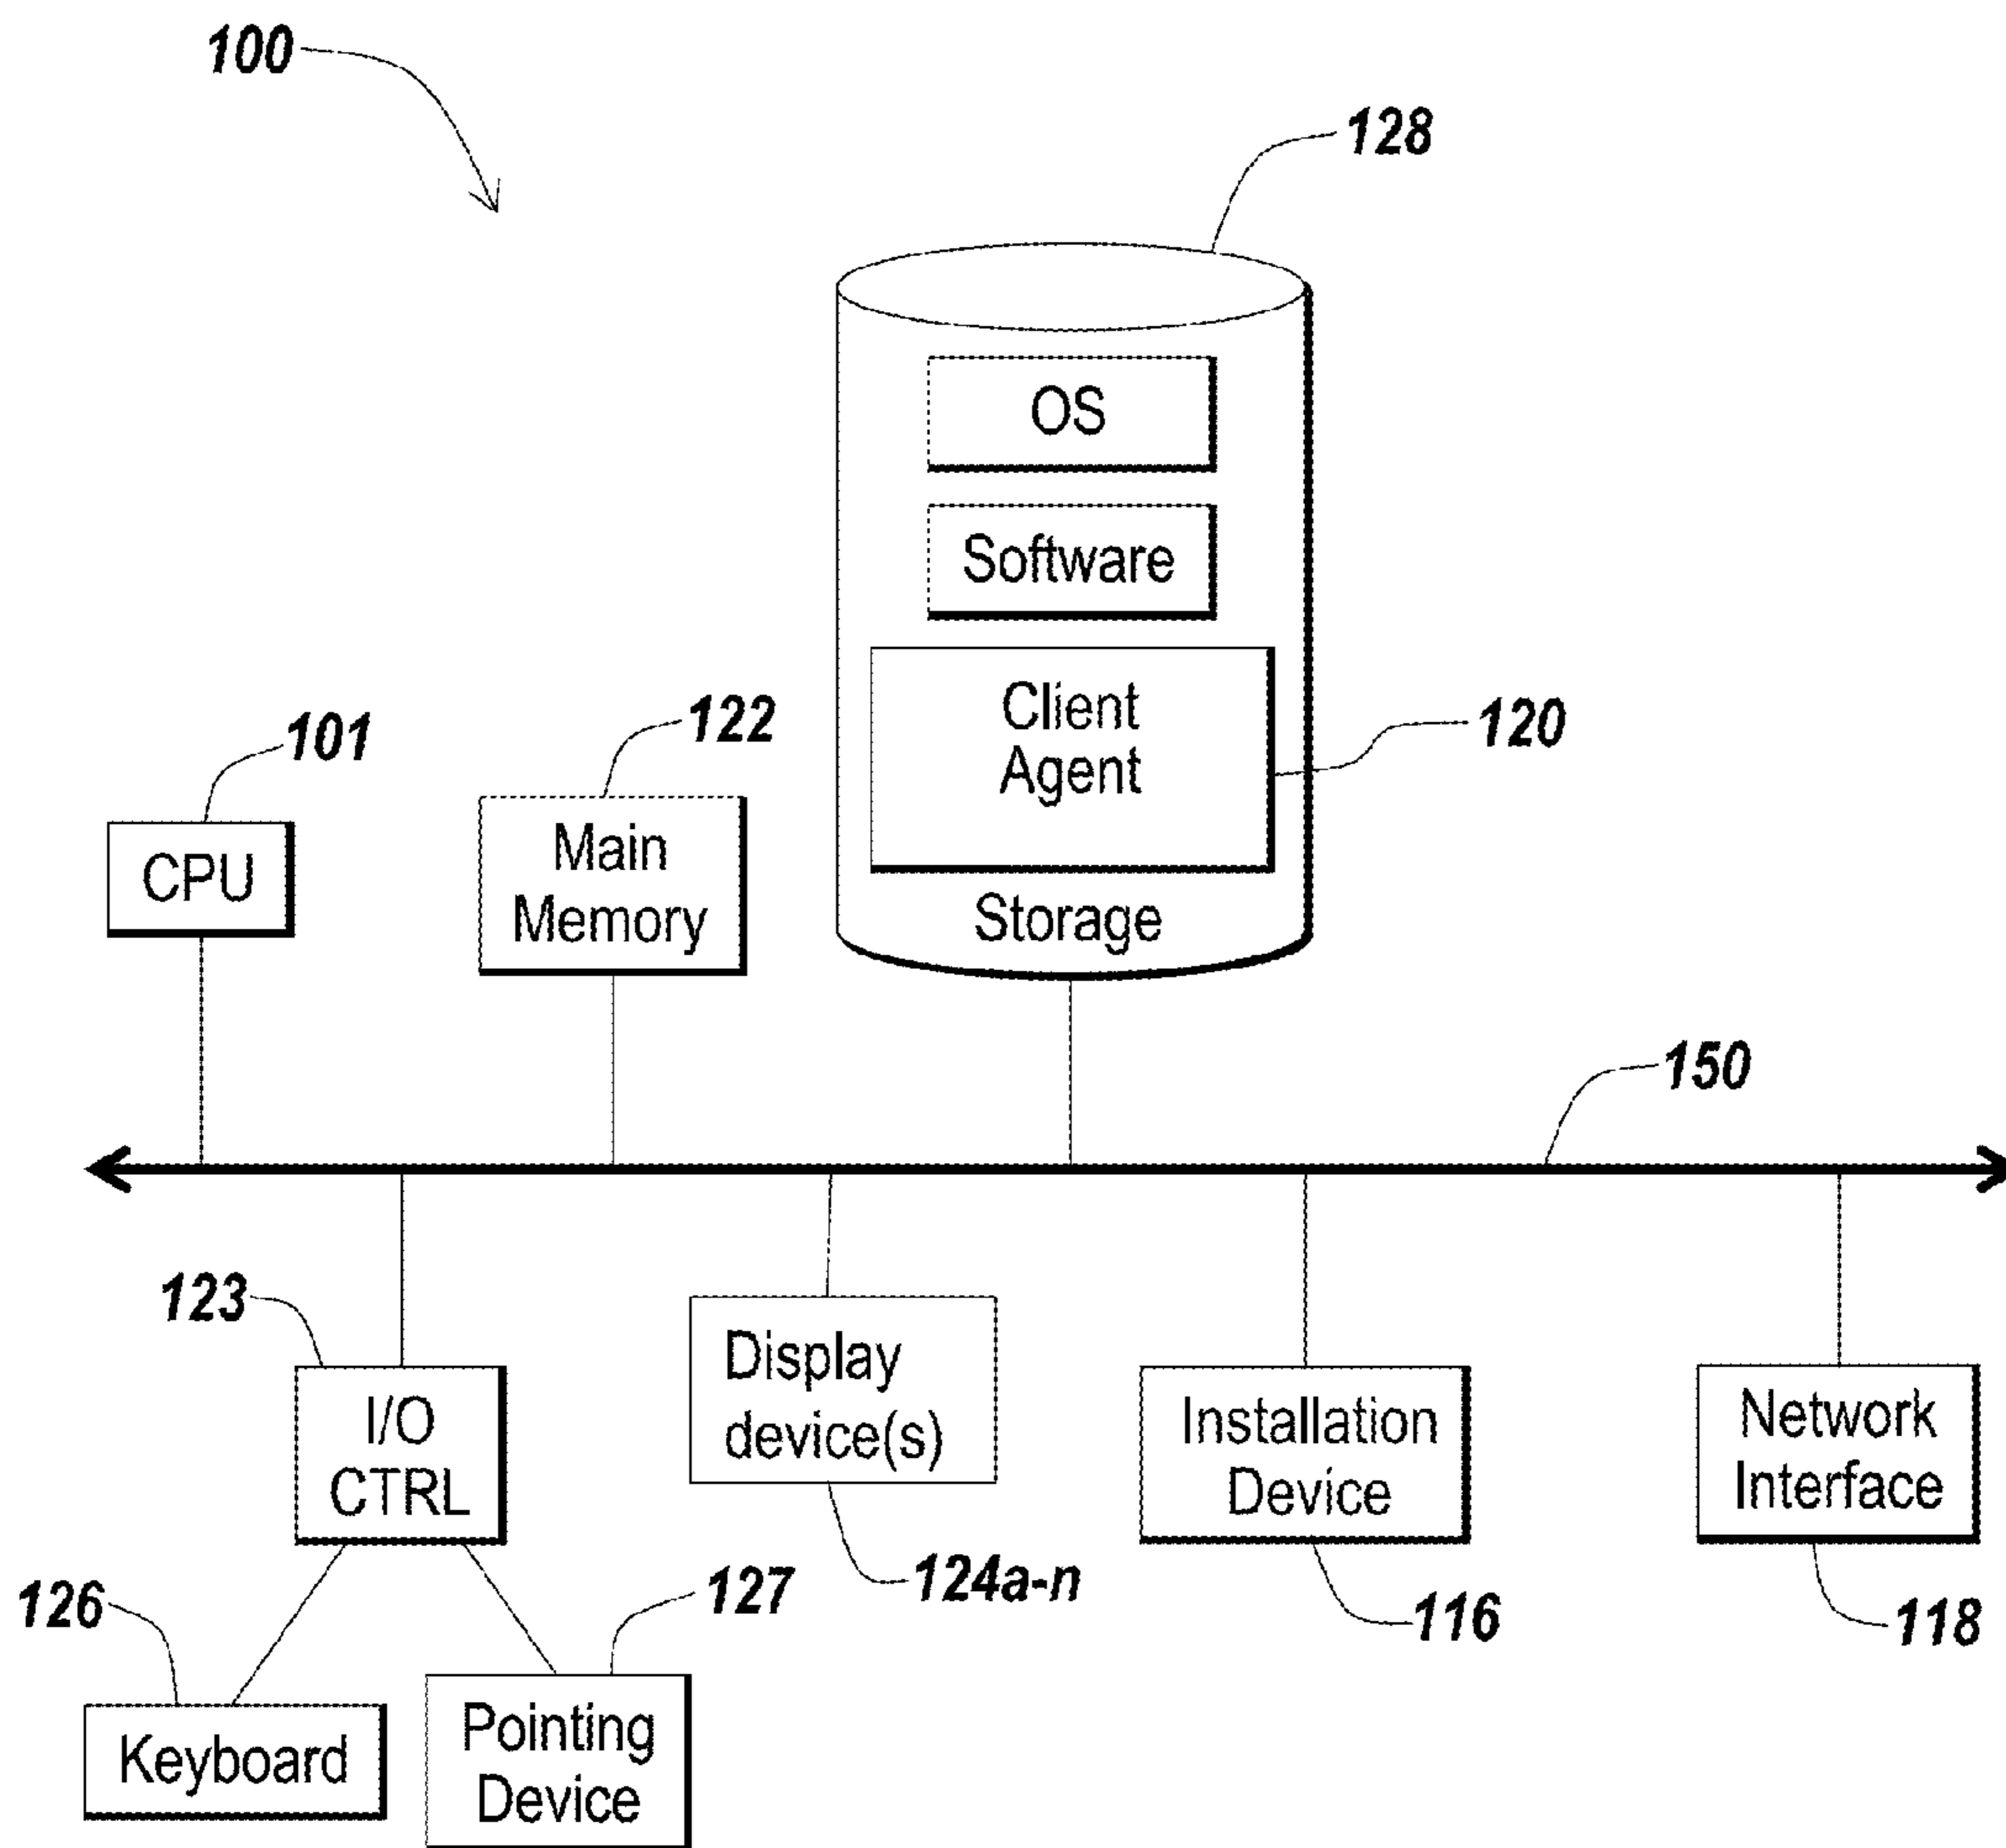 100
128
OS
Software
Client
Agent
120
Storage
101
CPU
122
Main
Memory
150
123
I/O
CTRL
Display
device(s)
124a-n
Installation
Device
116
Network
Interface
118
126
Keyboard
127
Pointing
Device